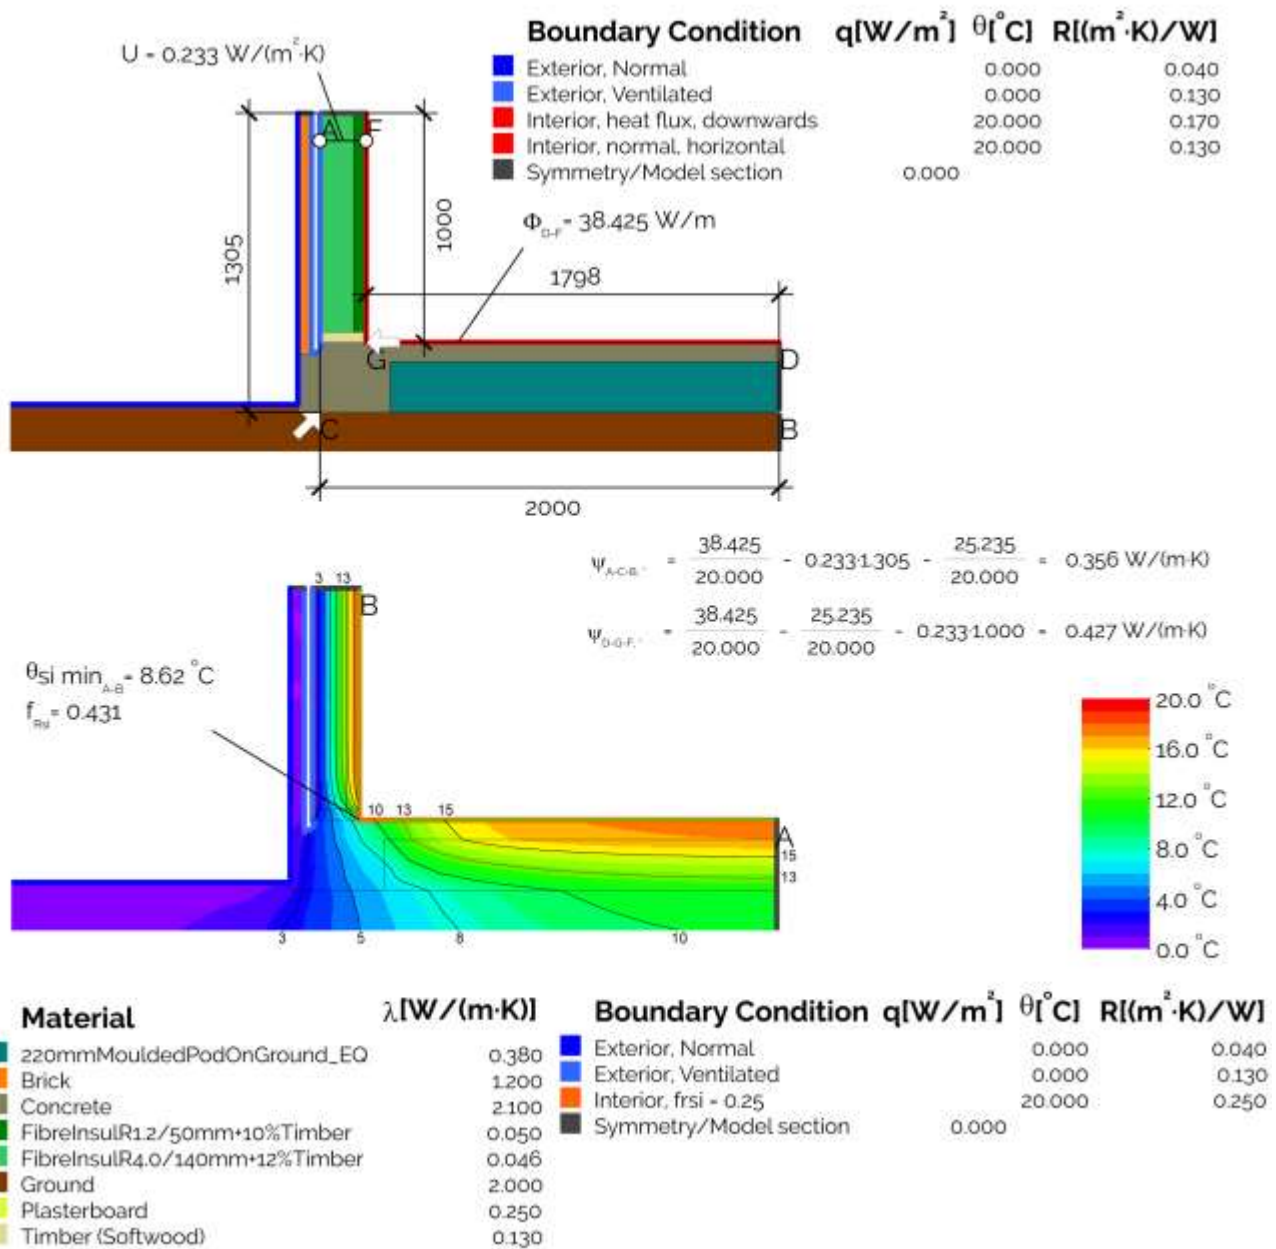 Boundary Condition q[W/m²] θ[°C] R[(m²·K)/W]
Exterior, Normal 0.000 0.040
Exterior, Ventilated 0.000 0.130
Interior, heat flux, downwards 20.000 0.170
Interior, normal, horizontal 20.000 0.130
Symmetry/Model section 0.000
U = 0.233 W/(m²·K)
A F
1305
1000
Φ D-F = 38.425 W/m
1798
G
D
C
B
2000
ψ A-C-B, · = 38.425 / 20.000 - 0.233·1.305 - 25.235 / 20.000 = 0.356 W/(m·K)
ψ D-G-F, · = 38.425 / 20.000 - 25.235 / 20.000 - 0.233·1.000 = 0.427 W/(m·K)
3 13
B
θsi min A-B = 8.62 °C
f Rsi = 0.431
10 13 15
A
15
13
3 5 8 10
20.0 °C
16.0 °C
12.0 °C
8.0 °C
4.0 °C
0.0 °C
Material λ[W/(m·K)]
220mmMouldedPodOnGround_EQ 0.380
Brick 1.200
Concrete 2.100
FibreInsulR1.2/50mm+10%Timber 0.050
FibreInsulR4.0/140mm+12%Timber 0.046
Ground 2.000
Plasterboard 0.250
Timber (Softwood) 0.130
Boundary Condition q[W/m²] θ[°C] R[(m²·K)/W]
Exterior, Normal 0.000 0.040
Exterior, Ventilated 0.000 0.130
Interior, frsi = 0.25 20.000 0.250
Symmetry/Model section 0.000